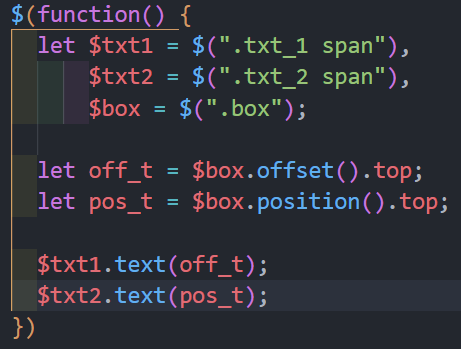 $(function() {
let $txt1 = $(".txt_1 span"),
$txt2 = $(".txt_2 span"),
$box = $(".box");
let off_t = $box.offset().top;
let pos_t = $box.position().top;
$txt1.text(off_t);
$txt2.text(pos_t);
})